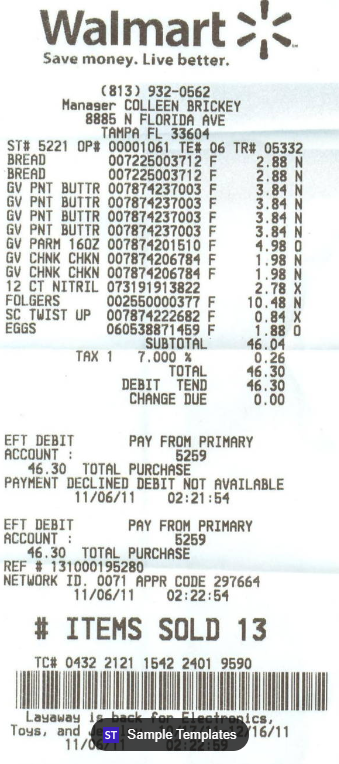 Walmart
Save money. Live better.
(813) 932-0562
Manager COLLEEN BRICKEY
8885 N FLORIDA AVE
TAMPA FL 33604
ST# 5221 OP# 00001061 TE# 06 TR# 05332
BREAD 007225003712 F 2.88 N
BREAD 007225003712 F 2.88 N
GV PNT BUTTR 007874237003 F 3.84 N
GV PNT BUTTR 007874237003 F 3.84 N
GV PNT BUTTR 007874237003 F 3.84 N
GV PNT BUTTR 007874237003 F 3.84 N
GV PARM 16OZ 007874201510 F 4.98 O
GV CHNK CHKN 007874206784 F 1.98 N
GV CHNK CHKN 007874206784 F 1.98 N
12 CT NITRIL 073191913822 2.78 X
FOLGERS 002550000377 F 10.48 N
SC TWIST UP 007874222682 F 0.84 X
EGGS 060538871459 F 1.88 O
SUBTOTAL 46.04
TAX 1 7.000 % 0.26
TOTAL 46.30
DEBIT TEND 46.30
CHANGE DUE 0.00
EFT DEBIT PAY FROM PRIMARY
ACCOUNT : 5259
46.30 TOTAL PURCHASE
PAYMENT DECLINED DEBIT NOT AVAILABLE
11/06/11 02:21:54
EFT DEBIT PAY FROM PRIMARY
ACCOUNT : 5259
46.30 TOTAL PURCHASE
REF # 131000195280
NETWORK ID. 0071 APPR CODE 297664
11/06/11 02:22:54
# ITEMS SOLD 13
TC# 0432 2121 1542 2401 9590
Layaway is back for Electronics,
Toys, and 12/16/11
11/06/11 02:22:59
ST Sample Templates